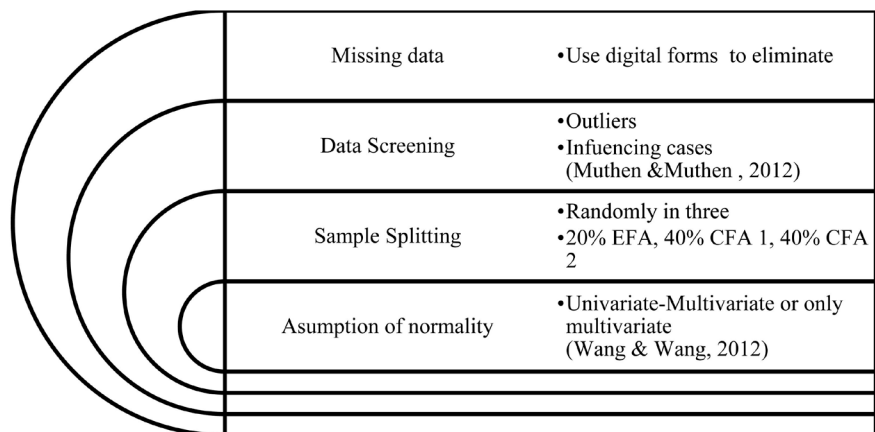 Missing data
•Use digital forms to eliminate
Data Screening
•Outliers
•Infuencing cases
(Muthen &Muthen , 2012)
Sample Splitting
•Randomly in three
•20% EFA, 40% CFA 1, 40% CFA
2
Asumption of normality
•Univariate-Multivariate or only
multivariate
(Wang & Wang, 2012)